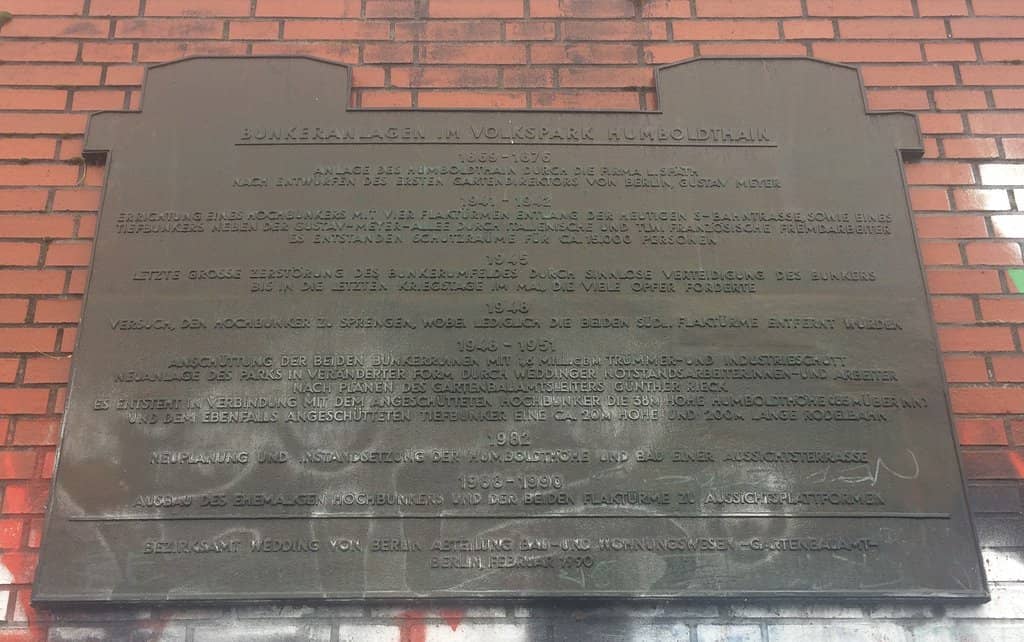 BUNKERANLAGEN IM VOLKSPARK HUMBOLDTHAIN
1869-1876
ANLAGE DES HUMBOLDTHAIN DURCH DIE FIRMA L. SPÄTH
NACH ENTWÜRFEN DES ERSTEN GARTENDIREKTORS VON BERLIN, GUSTAV MEYER
1941-1942
ERRICHTUNG EINES HOCHBUNKERS MIT VIER FLAKTÜRMEN ENTLANG DER HEUTIGEN S-BAHNTRASSE, SOWIE EINES
TIEFBUNKERS NEBEN DER GUSTAV-MEYER-ALLEE DURCH ITALIENISCHE UND TLW. FRANZÖSISCHE FREMDARBEITER
ES ENTSTANDEN SCHUTZRÄUME FÜR CA. 15.000 PERSONEN
1945
LETZTE GROSSE ZERSTÖRUNG DES BUNKERUMFELDES DURCH SINNLOSE VERTEIDIGUNG DES BUNKERS
BIS IN DIE LETZTEN KRIEGSTAGE IM MAI, DIE VIELE OPFER FORDERTE
1948
VERSUCH, DEN HOCHBUNKER ZU SPRENGEN, WOBEI LEDIGLICH DIE BEIDEN SÜDL. FLAKTÜRME ENTFERNT WURDEN
1948-1951
ANSCHÜTTUNG DER BEIDEN BUNKERRUINEN MIT MILL. CBM TRÜMMER- UND INDUSTRIESCHUTT
NEUANLAGE DES PARKS IN VERÄNDERTER FORM DURCH WEDDINGER NOTSTANDSARBEITERINNEN- UND ARBEITER
NACH PLÄNEN DES GARTENBAUAMTSLEITERS GÜNTHER RIECK
ES ENTSTEHT IN VERBINDUNG MIT DEM ANGESCHÜTTETEN HOCHBUNKER DIE HOHE HUMBOLDTHÖHE (85 M ÜBER NN)
UND DEM EBENFALLS ANGESCHÜTTETEN TIEFBUNKER EINE CA. 20M HOHE UND 200M LANGE RODELBAHN
1982
NEUPLANUNG UND INSTANDSETZUNG DER HUMBOLDTHÖHE UND BAU EINER AUSSICHTSTERRASSE
1988-1990
AUSBAU DES EHEMALIGEN HOCHBUNKERS UND DER BEIDEN FLAKTÜRME ZU AUSSICHTSPLATTFORMEN
BEZIRKSAMT WEDDING VON BERLIN ABTEILUNG BAU- UND WOHNUNGSWESEN -GARTENBAUAMT-
BERLIN, FEBRUAR 1990